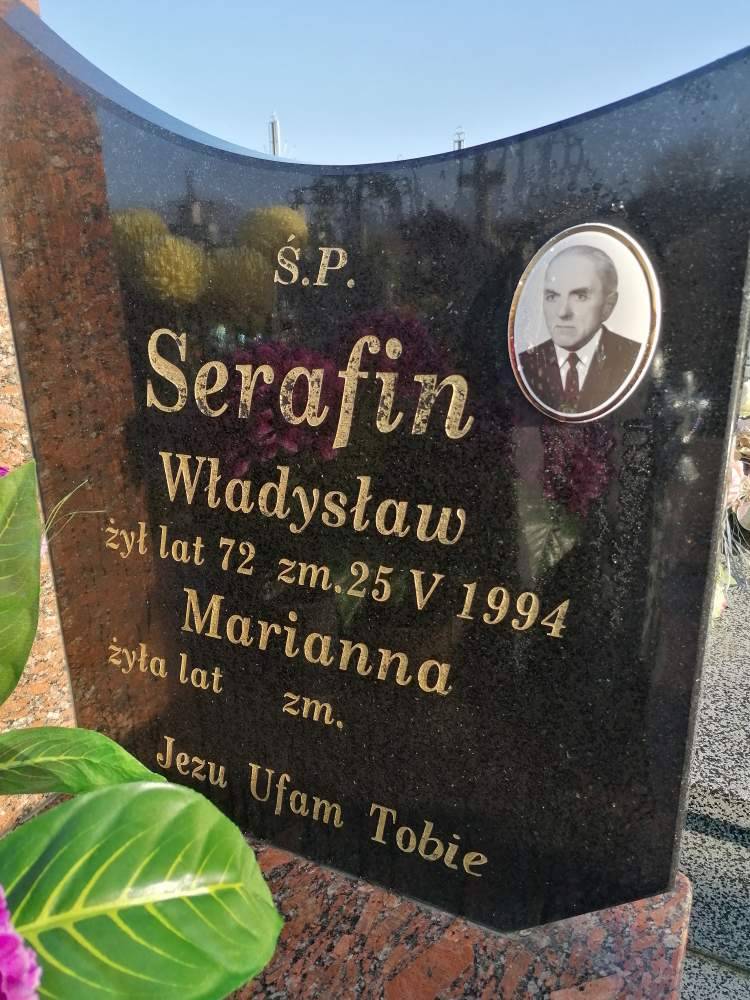 Ś.P.
Serafin
Władysław
żył lat 72 zm. 25 V 1994
Marianna
żyła lat zm.
Jezu Ufam Tobie